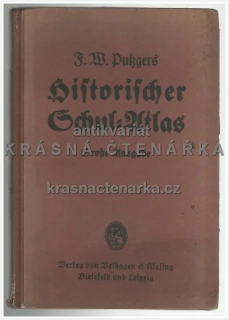 F. W. Putzgers
Historischer
Schul-Atlas
antikvariát
KRÁSNÁ ČTENÁŘKA
Große Ausgabe
krasnactenarka.cz
Verlag von Velhagen & Klasing
Bielefeld und Leipzig